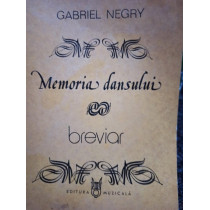 GABRIEL NEGRY
Memoria dansului
breviar
EDITURA MUZICALĂ